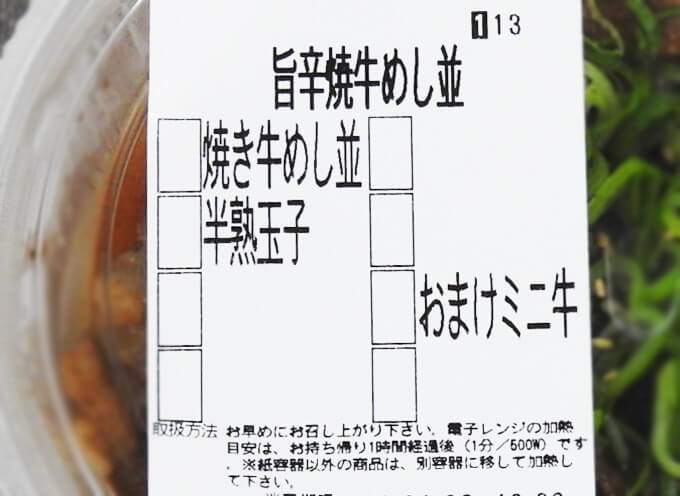 113
旨辛焼牛めし並
焼き牛めし並
半熟玉子
おまけミニ牛
取扱方法 お早めにお召し上がり下さい。電子レンジの加熱
目安は、お持ち帰り1時間経過後（1分／500W）です
。※紙容器以外の商品は、別容器に移して加熱し
て下さい。